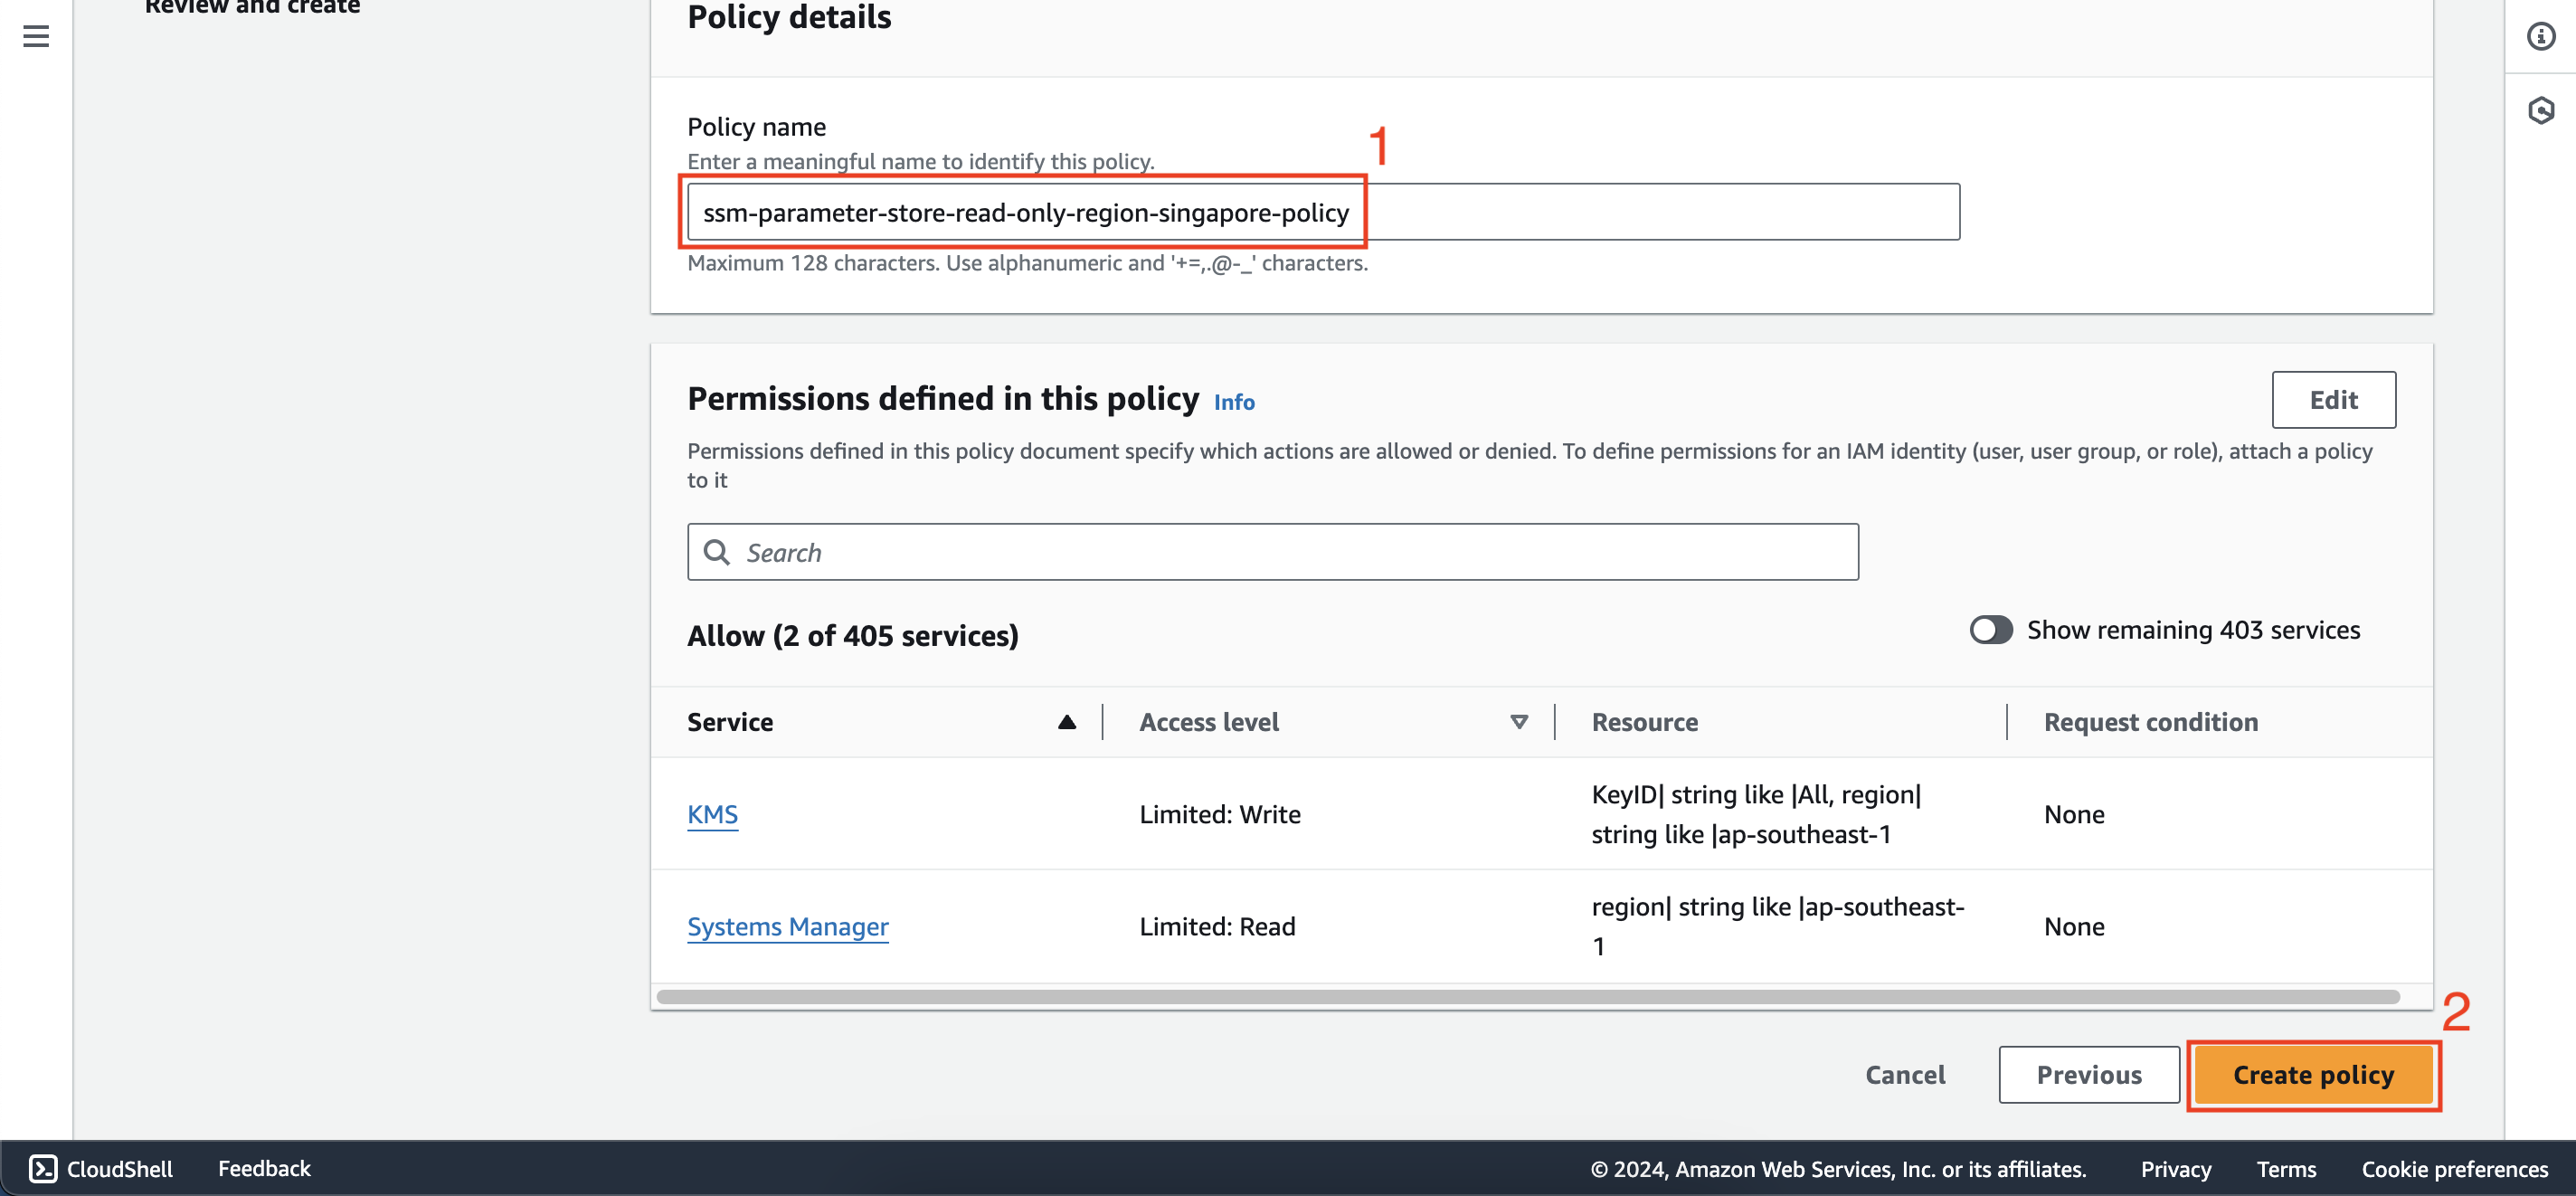 Review and create
Policy details
Policy name
Enter a meaningful name to identify this policy.
1
ssm-parameter-store-read-only-region-singapore-policy
Maximum 128 characters. Use alphanumeric and '+=,.@-_' characters.
Permissions defined in this policy Info
Edit
Permissions defined in this policy document specify which actions are allowed or denied. To define permissions for an IAM identity (user, user group, or role), attach a policy
to it
Search
Allow (2 of 405 services)
Show remaining 403 services
Service
Access level
Resource
Request condition
KMS
Limited: Write
KeyID| string like |All, region|
string like |ap-southeast-1
None
Systems Manager
Limited: Read
region| string like |ap-southeast-
1
None
2
Cancel
Previous
Create policy
CloudShell
Feedback
© 2024, Amazon Web Services, Inc. or its affiliates.
Privacy
Terms
Cookie preferences